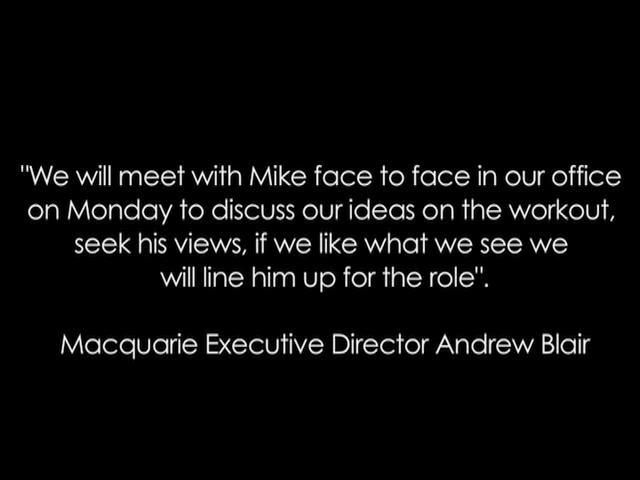 "We will meet with Mike face to face in our office
on Monday to discuss our ideas on the workout,
seek his views, if we like what we see we
will line him up for the role".
Macquarie Executive Director Andrew Blair